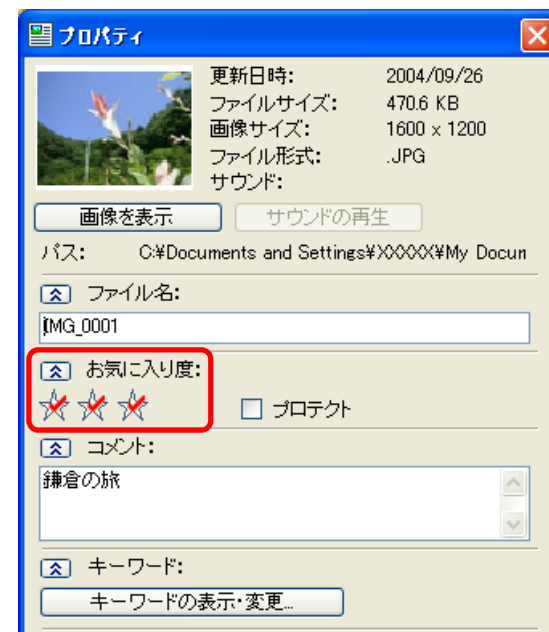 プロパティ
更新日時: 2004/09/26
ファイルサイズ: 470.6 KB
画像サイズ: 1600 x 1200
ファイル形式: .JPG
サウンド:
画像を表示 サウンドの再生
パス: C:¥Documents and Settings¥XXXXX¥My Docum
ファイル名:
IMG_0001
お気に入り度:
プロテクト
コメント:
鎌倉の旅
キーワード:
キーワードの表示・変更...